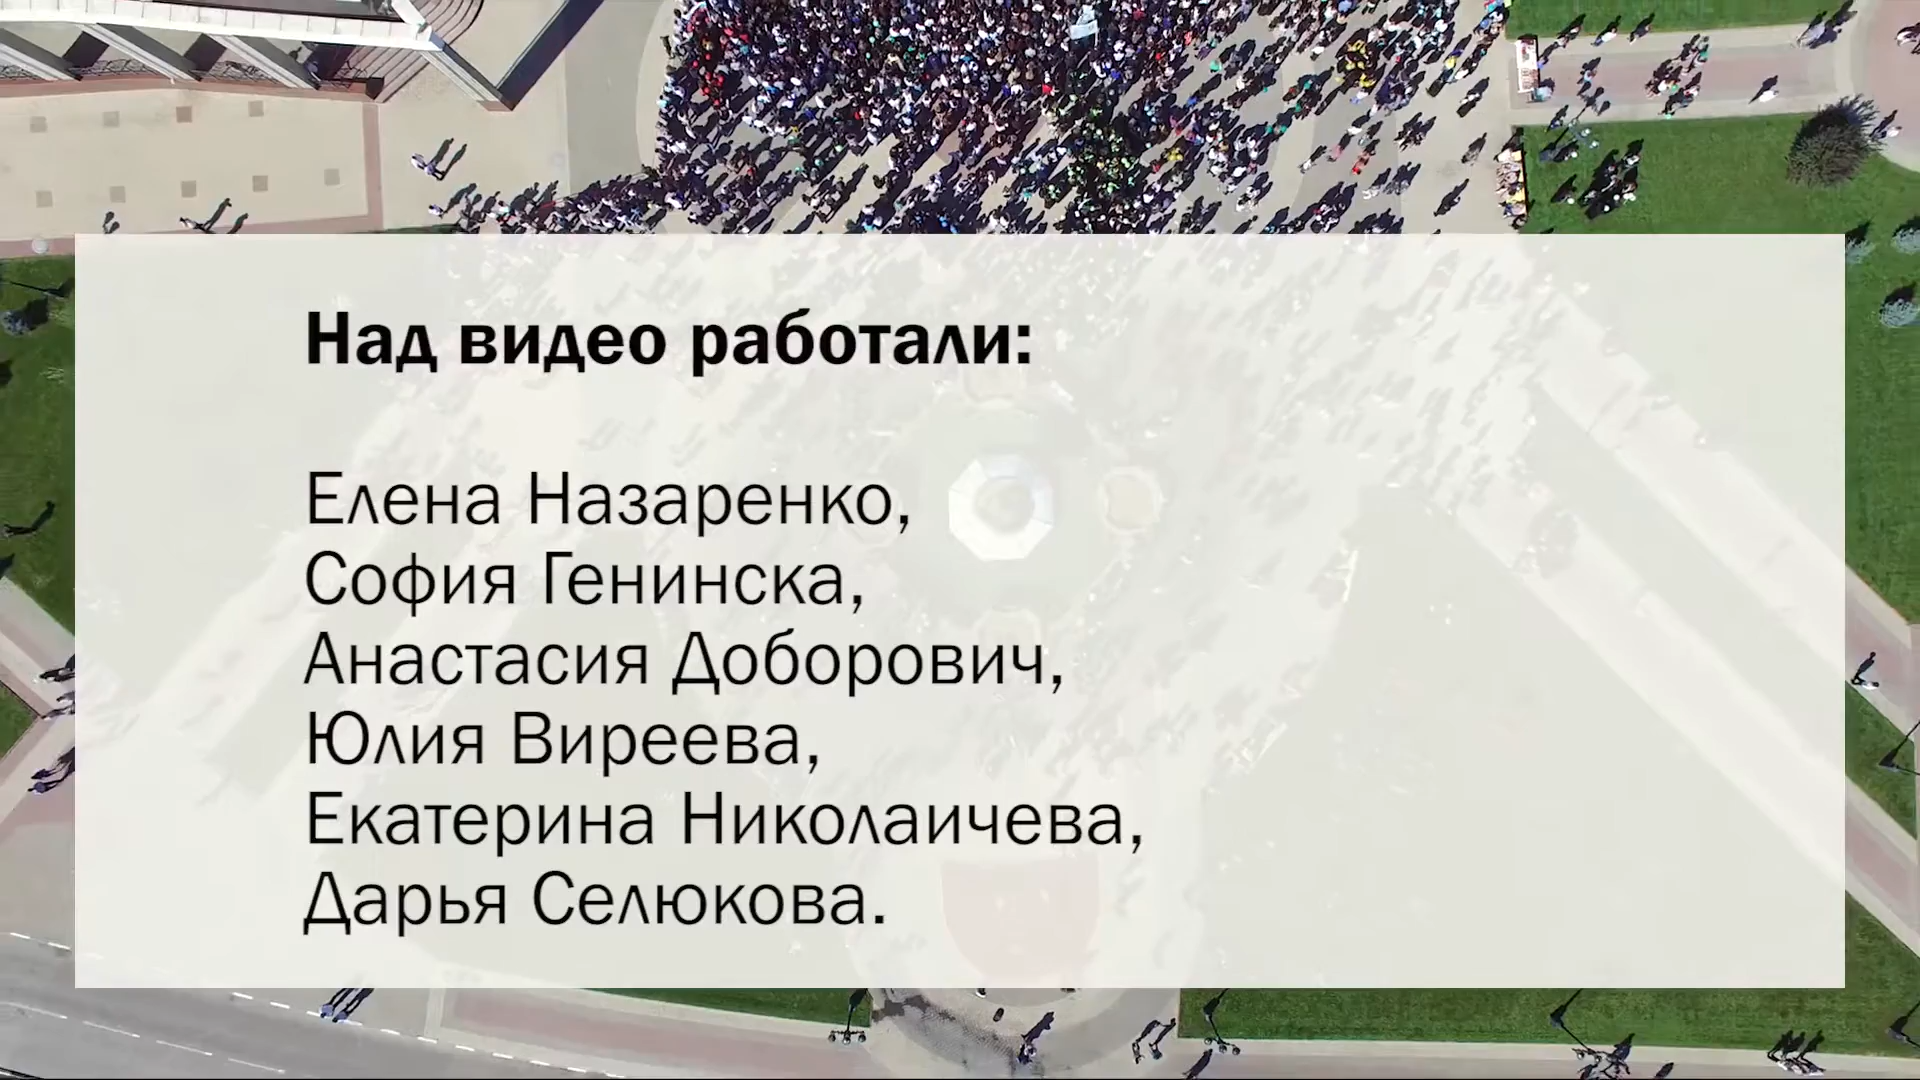 Над видео работали:
Елена Назаренко,
София Генинска,
Анастасия Доборович,
Юлия Виреева,
Екатерина Николаичева,
Дарья Селюкова.